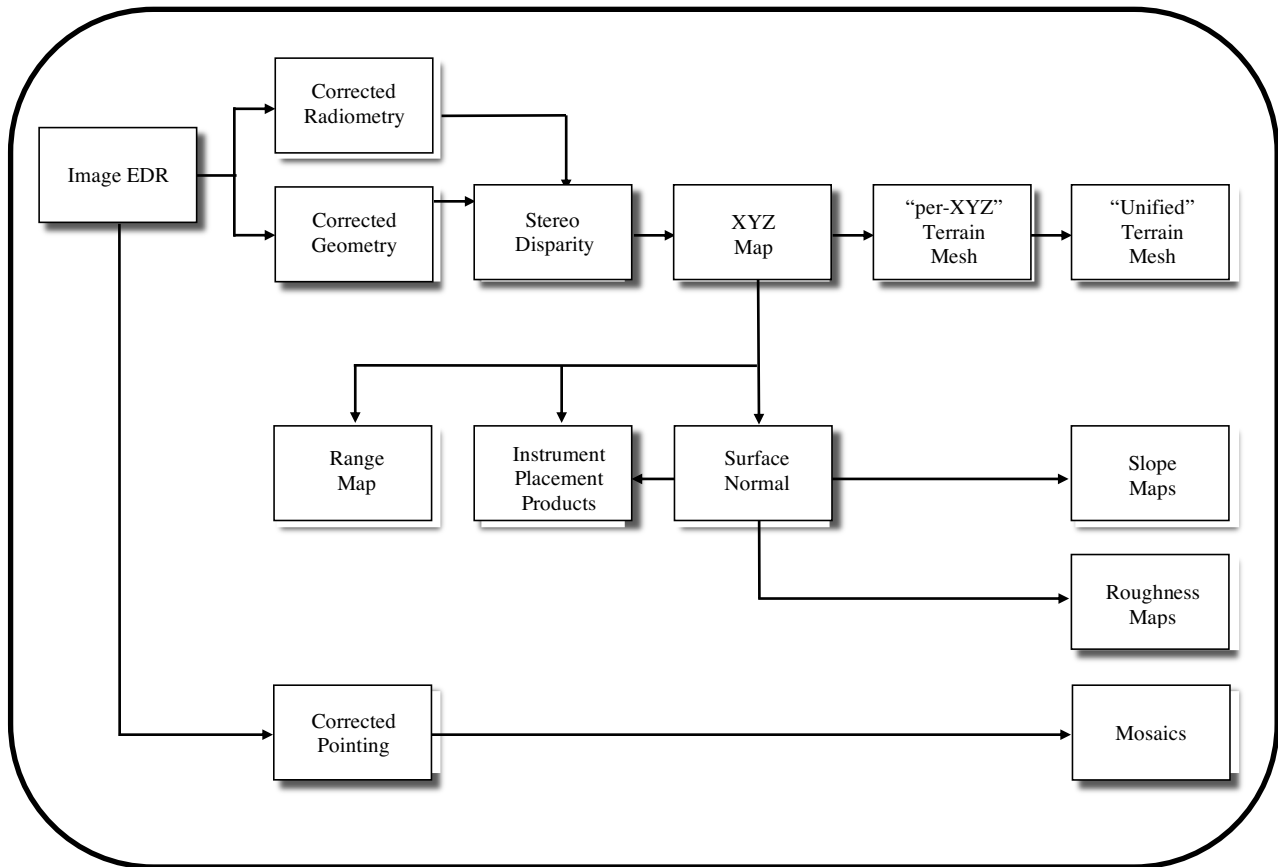 Corrected
Radiometry
Image EDR
Corrected
Geometry
Stereo
Disparity
XYZ
Map
“per-XYZ”
Terrain
Mesh
“Unified”
Terrain
Mesh
Range
Map
Instrument
Placement
Products
Surface
Normal
Slope
Maps
Roughness
Maps
Corrected
Pointing
Mosaics